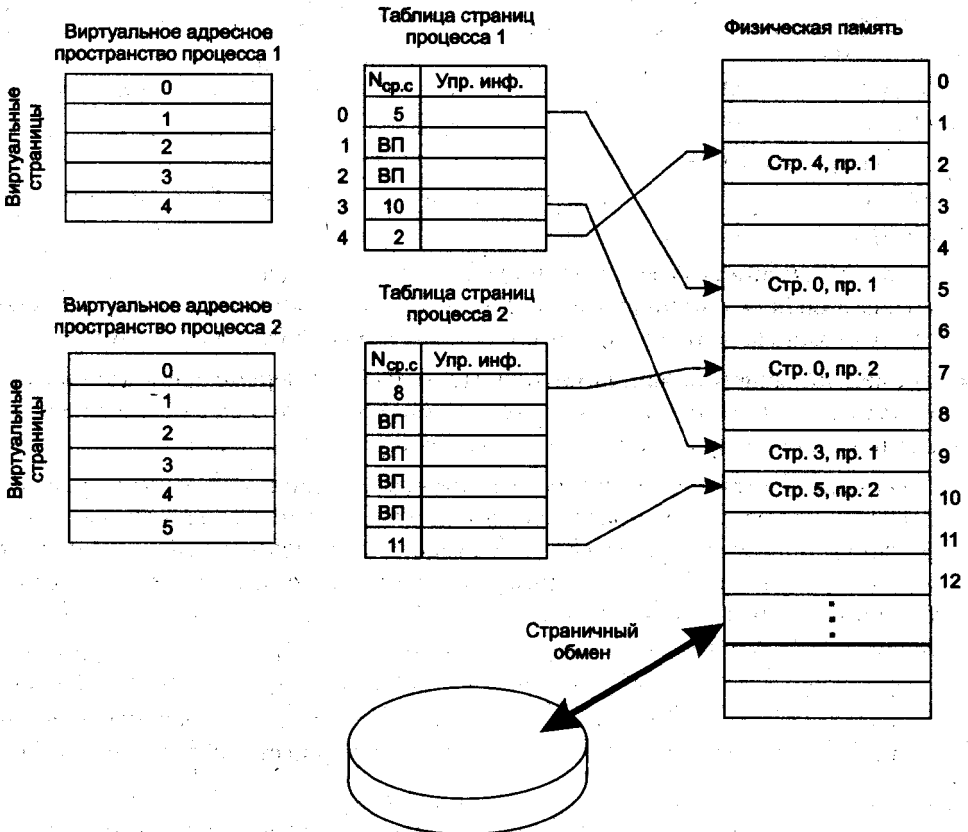 Виртуальное адресное
пространство процесса 1
Виртуальные
страницы
0
1
2
3
4
Таблица страниц
процесса 1
Nср.с Упр. инф.
0 5
1 ВП
2 ВП
3 10
4 2
Виртуальное адресное
пространство процесса 2
Виртуальные
страницы
0
1
2
3
4
5
Таблица страниц
процесса 2
Nср.с Упр. инф.
8
ВП
ВП
ВП
ВП
11
Физическая память
0
1
Стр. 4, пр. 1 2
3
4
Стр. 0, пр. 1 5
6
Стр. 0, пр. 2 7
8
Стр. 3, пр. 1 9
Стр. 5, пр. 2 10
11
12
Страничный
обмен